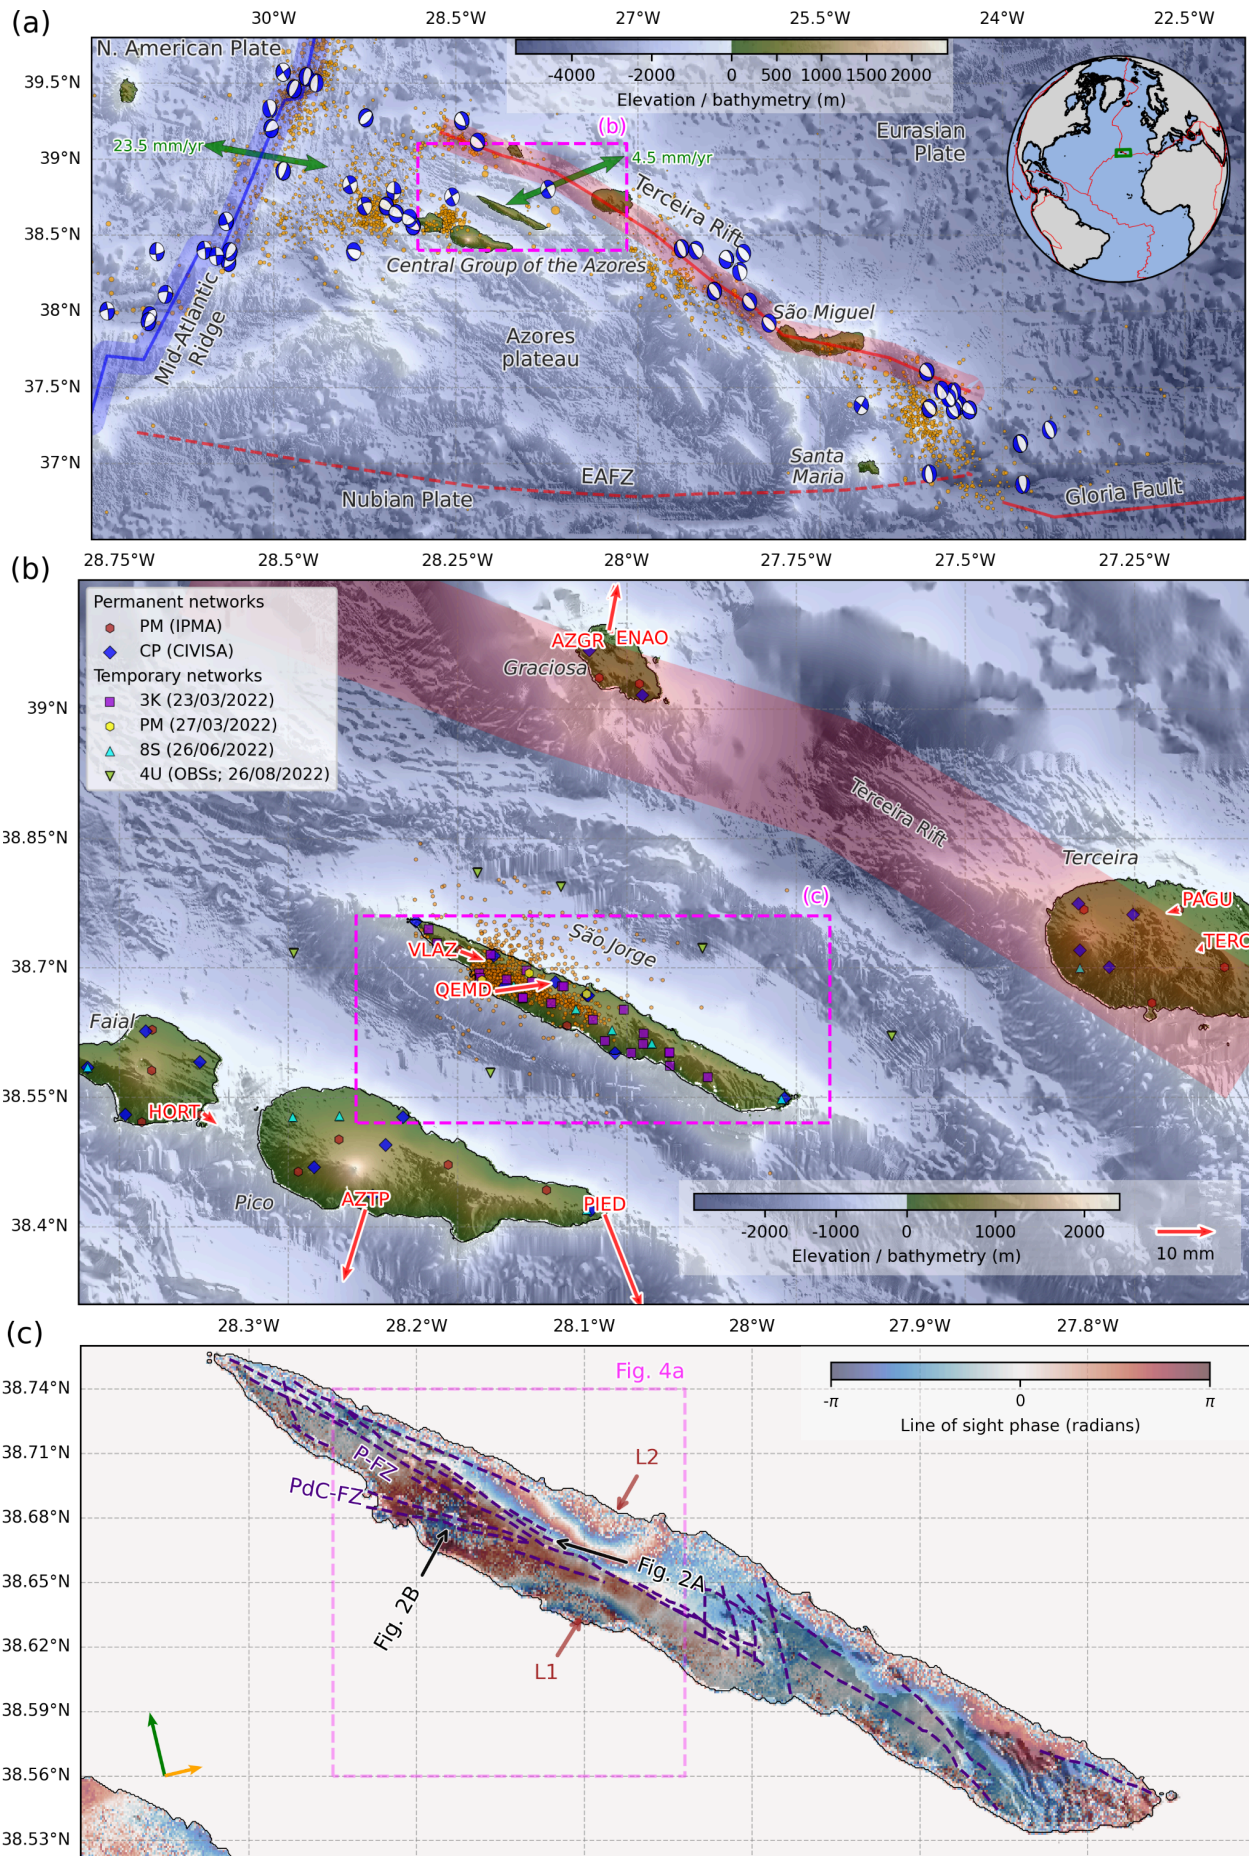 (a)
30°W 28.5°W 27°W 25.5°W 24°W 22.5°W
N. American Plate
-4000 -2000 0 500 1000 1500 2000
Elevation / bathymetry (m)
39.5°N
39°N
38.5°N
38°N
37.5°N
37°N
(b)
Eurasian
Plate
23.5 mm/yr
4.5 mm/yr
Terceira Rift
Central Group of the Azores
Mid-Atlantic
Ridge
Azores
plateau
São Miguel
Santa
Maria
EAFZ
Nubian Plate
Gloria Fault
(b)
28.75°W 28.5°W 28.25°W 28°W 27.75°W 27.5°W 27.25°W
Permanent networks
PM (IPMA)
CP (CIVISA)
Temporary networks
3K (23/03/2022)
PM (27/03/2022)
8S (26/06/2022)
4U (OBSs; 26/08/2022)
39°N
38.85°N
38.7°N
38.55°N
38.4°N
AZGR
ENAO
Graciosa
Terceira Rift
Terceira
PAGU
TERC
(c)
São Jorge
VLAZ
QEMD
Faial
HORT
Pico
AZTP
PIED
-2000 -1000 0 1000 2000
Elevation / bathymetry (m)
10 mm
(c)
28.3°W 28.2°W 28.1°W 28°W 27.9°W 27.8°W
38.74°N
38.71°N
38.68°N
38.65°N
38.62°N
38.59°N
38.56°N
38.53°N
Fig. 4a
-π 0 π
Line of sight phase (radians)
P-FZ
PdC-FZ
L2
Fig. 2A
Fig. 2B
L1